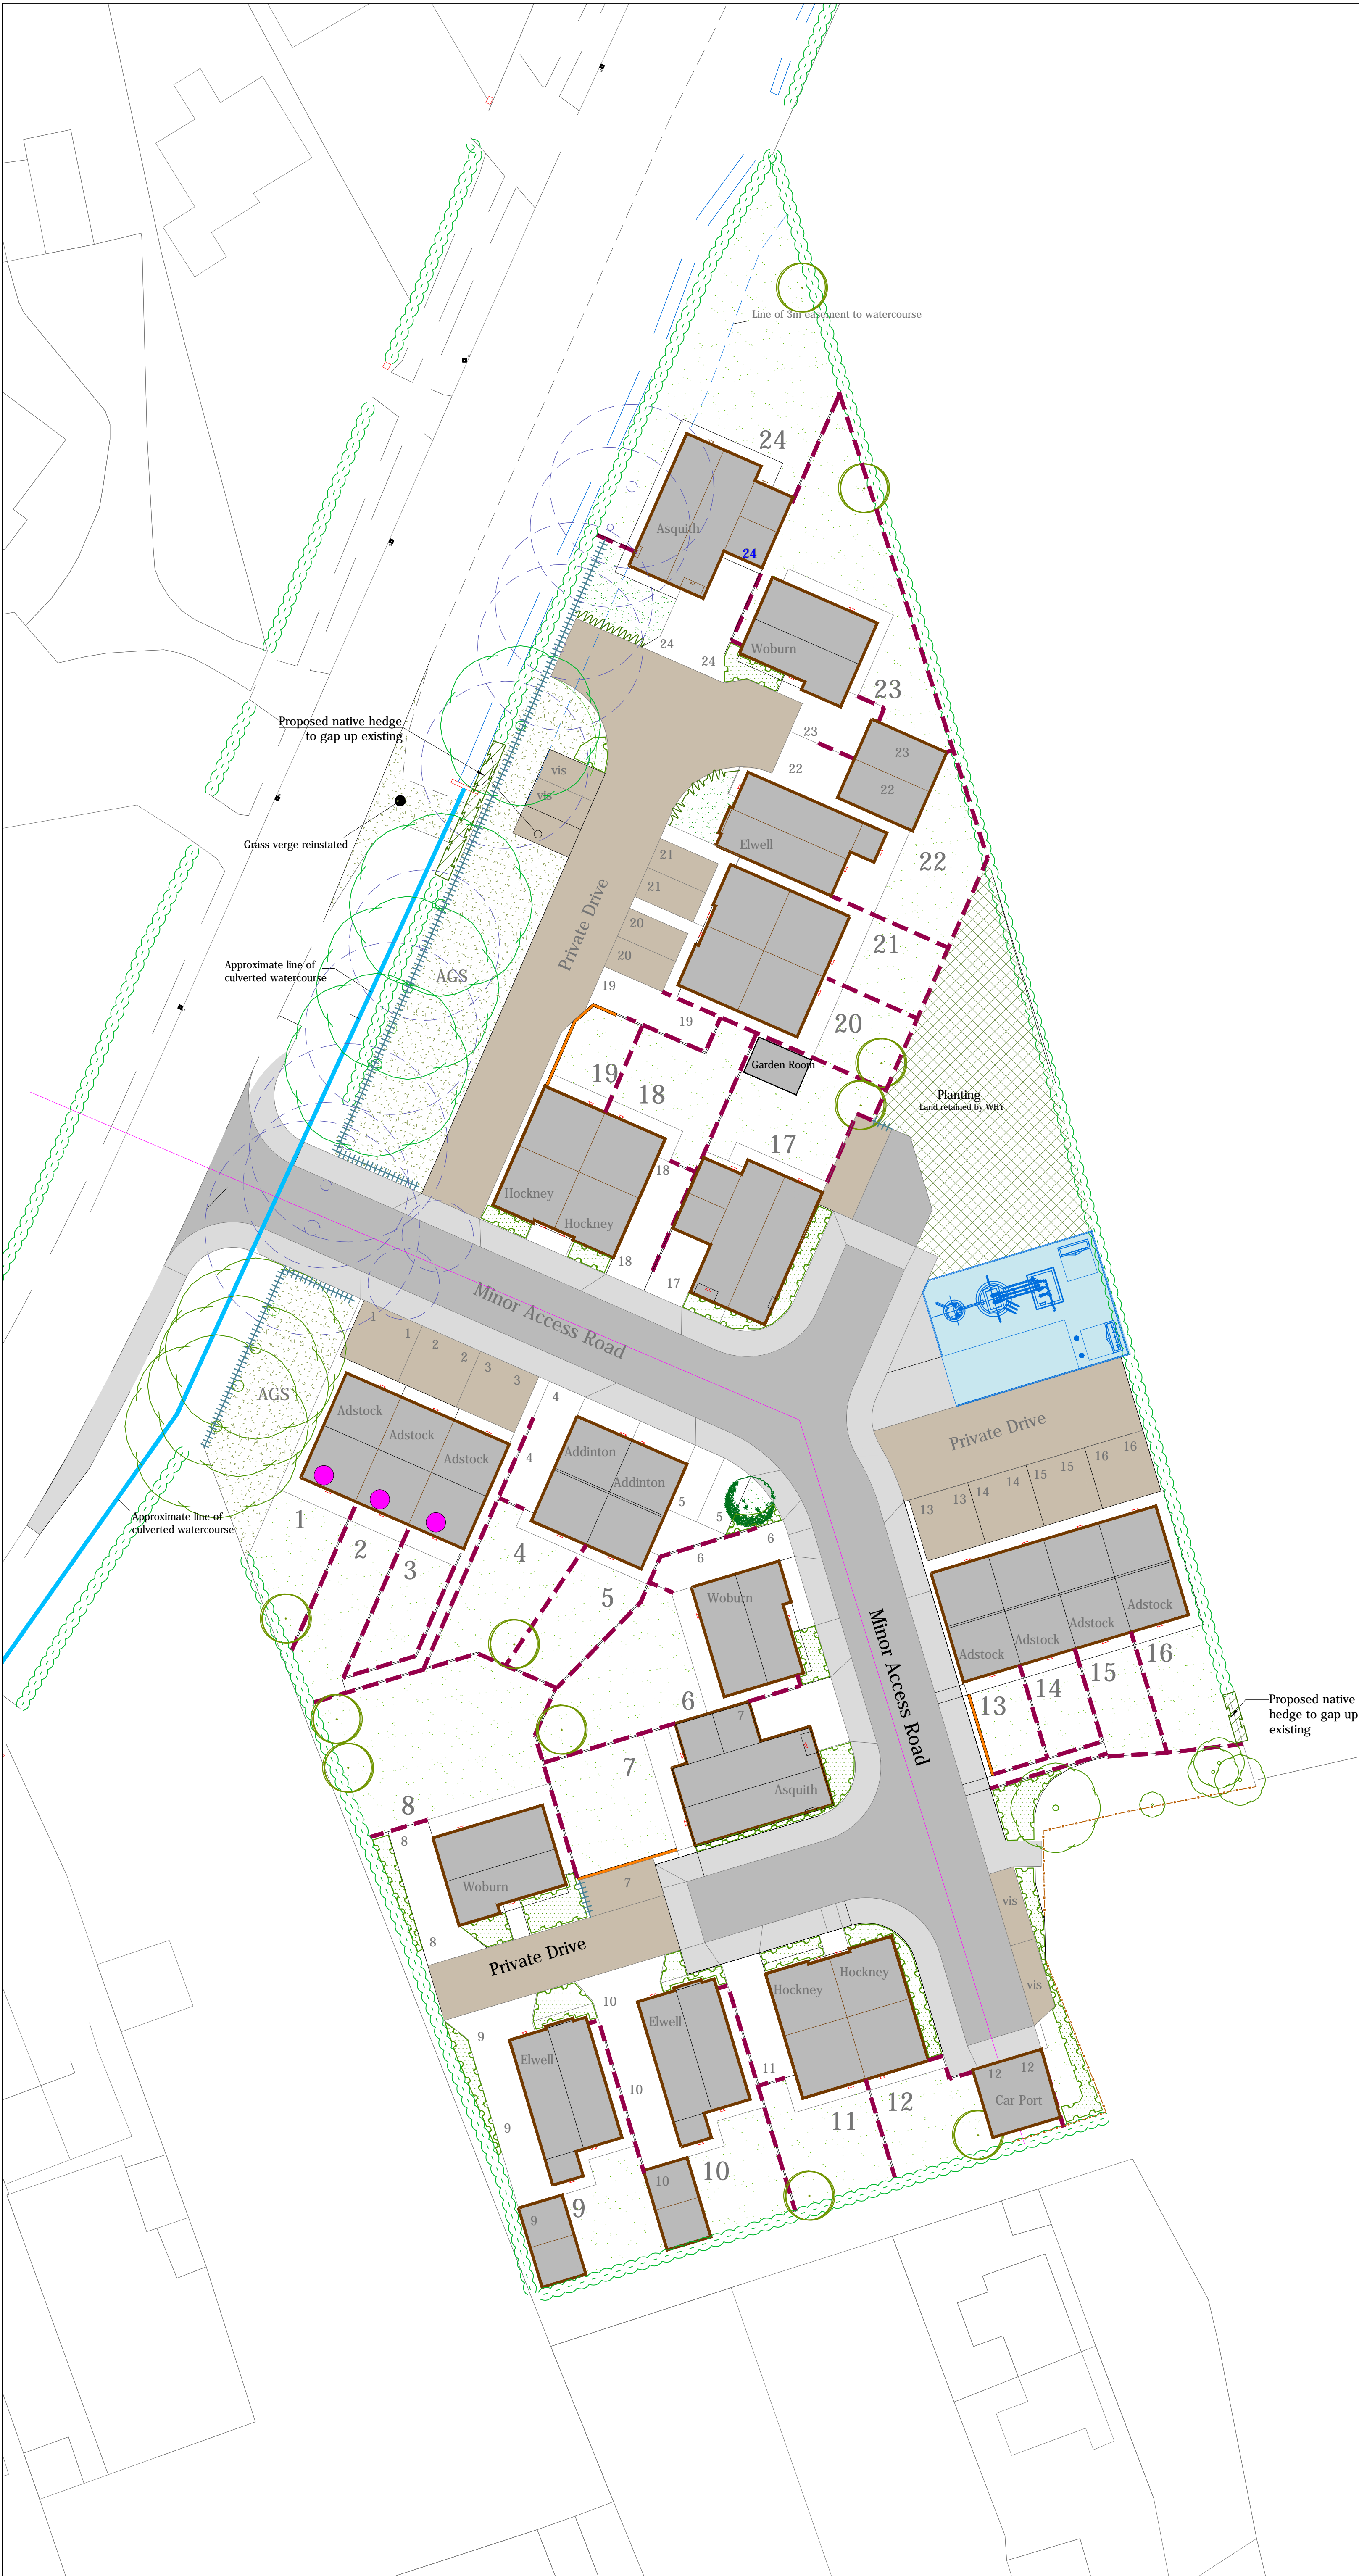 Line of 3m easement to watercourse
24
Asquith
24
24
24
Woburn
23
Proposed native hedge
to gap up existing
23
23
22
22
vis
vis
Grass verge reinstated
Elwell
22
21
21
20
20
21
Private Drive
Approximate line of
culverted watercourse
AGS
19
19
20
Garden Room
19
18
17
Planting
Land retained by WHY
18
Hockney
Hockney
18
17
Minor Access Road
1
1
2
2
3
3
4
AGS
Adstock
Adstock
Adstock
4
Addinton
Addinton
5
5
6
6
Private Drive
13
13
14
14
15
15
16
16
Approximate line of
culverted watercourse
1
2
3
4
5
Woburn
Minor Access Road
Adstock
Adstock
Adstock
Adstock
13
14
15
16
Proposed native
hedge to gap up
existing
6
7
7
Asquith
8
8
Woburn
7
8
Private Drive
vis
vis
Hockney
Hockney
10
Elwell
9
Elwell
10
9
11
12
12
Car Port
11
12
10
10
9
9